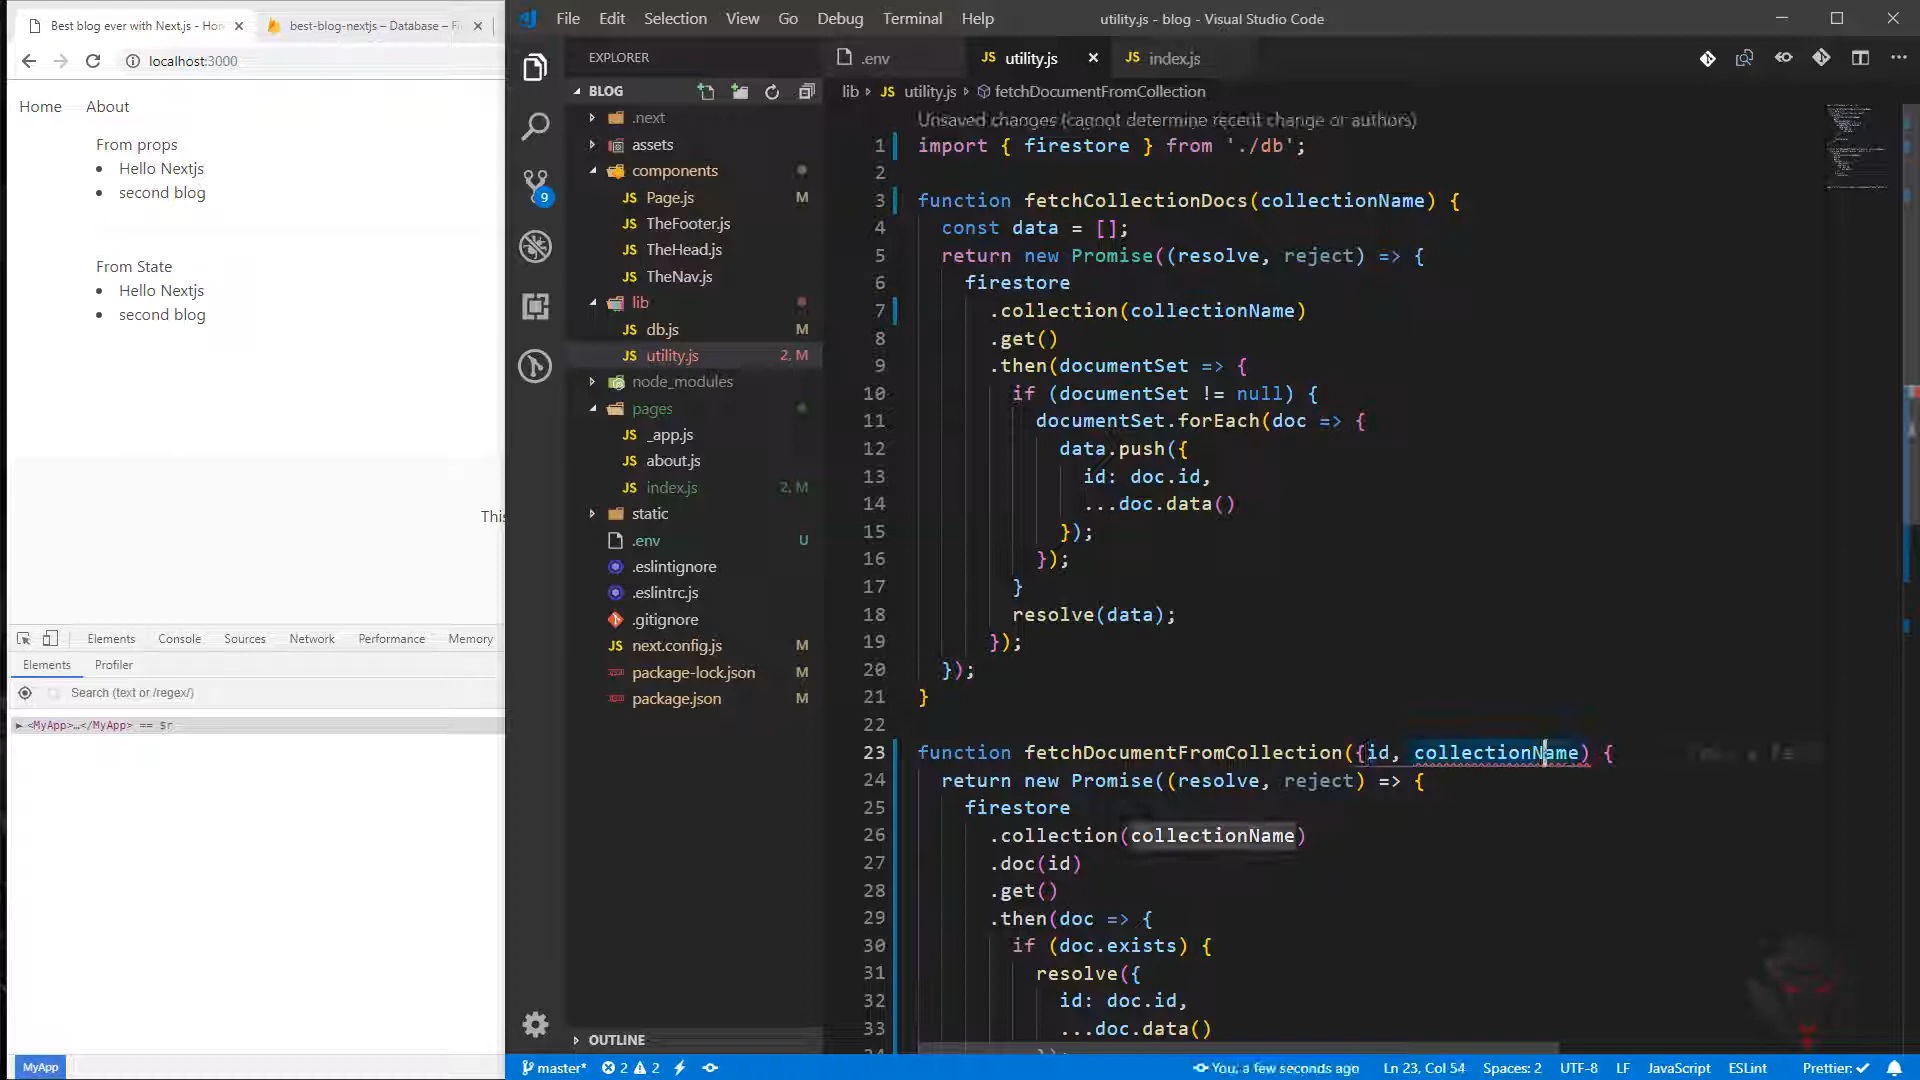 Best blog ever with Next.js - Hon
best-blog-nextjs – Database – Fi
localhost:3000
Home About
From props
Hello Nextjs
second blog
From State
Hello Nextjs
second blog
This
Elements Console Sources Network Performance Memory
Elements Profiler
Search (text or /regex/)
<MyApp>…</MyApp> == $r
MyApp
File Edit Selection View Go Debug Terminal Help
utility.js - blog - Visual Studio Code
EXPLORER
BLOG
.next
assets
components
Page.js M
TheFooter.js
TheHead.js
TheNav.js
lib
db.js M
utility.js 2, M
node_modules
pages
_app.js
about.js
index.js 2, M
static
.env U
.eslintignore
.eslintrc.js
.gitignore
next.config.js M
package-lock.json M
package.json M
OUTLINE
9
.env
JS utility.js
JS index.js
lib JS utility.js fetchDocumentFromCollection
Unsaved changes (cannot determine recent change or authors)
1 import { firestore } from './db';
2
3 function fetchCollectionDocs(collectionName) {
4 const data = [];
5 return new Promise((resolve, reject) => {
6 firestore
7 .collection(collectionName)
8 .get()
9 .then(documentSet => {
10 if (documentSet != null) {
11 documentSet.forEach(doc => {
12 data.push({
13 id: doc.id,
14 ...doc.data()
15 });
16 });
17 }
18 resolve(data);
19 });
20 });
21 }
22
23 function fetchDocumentFromCollection({id, collectionName) {
24 return new Promise((resolve, reject) => {
25 firestore
26 .collection(collectionName)
27 .doc(id)
28 .get()
29 .then(doc => {
30 if (doc.exists) {
31 resolve({
32 id: doc.id,
33 ...doc.data()
master* 2 2
You, a few seconds ago Ln 23, Col 54 Spaces: 2 UTF-8 LF JavaScript ESLint Prettier: ✓